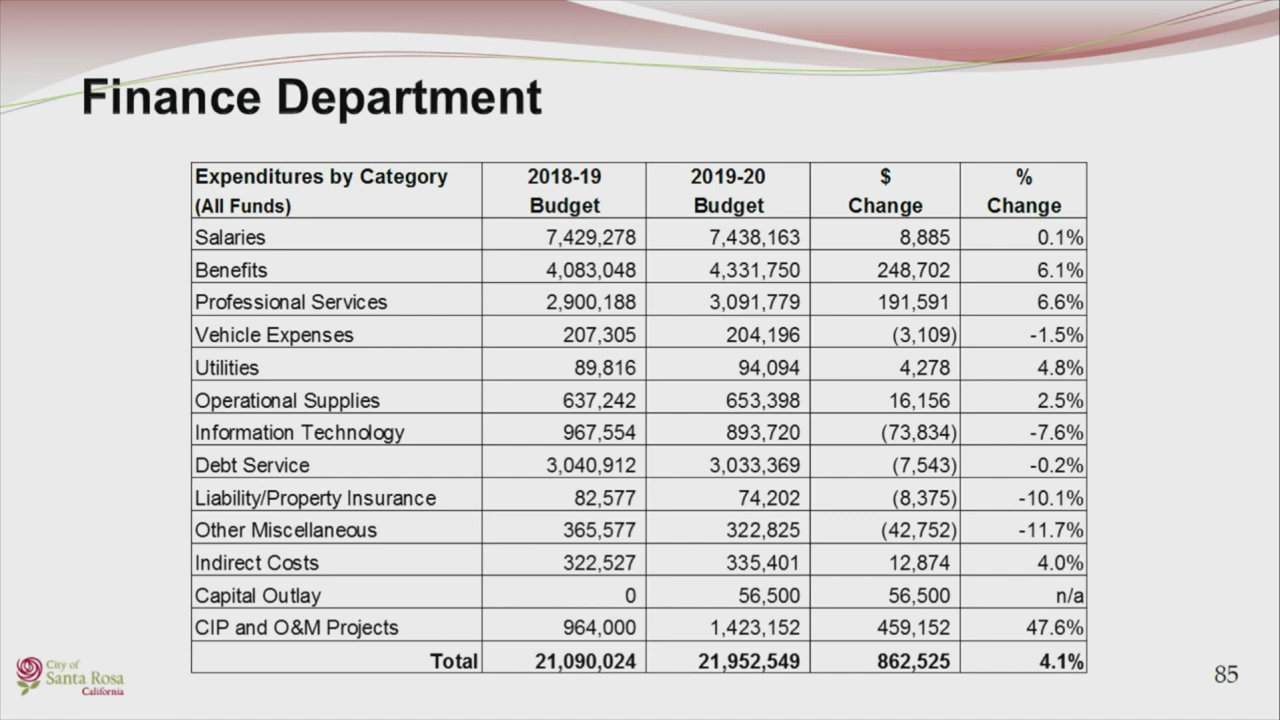 Finance Department
Expenditures by Category 2018-19 2019-20 $ %
(All Funds) Budget Budget Change Change
Salaries 7,429,278 7,438,163 8,885 0.1%
Benefits 4,083,048 4,331,750 248,702 6.1%
Professional Services 2,900,188 3,091,779 191,591 6.6%
Vehicle Expenses 207,305 204,196 (3,109) -1.5%
Utilities 89,816 94,094 4,278 4.8%
Operational Supplies 637,242 653,398 16,156 2.5%
Information Technology 967,554 893,720 (73,834) -7.6%
Debt Service 3,040,912 3,033,369 (7,543) -0.2%
Liability/Property Insurance 82,577 74,202 (8,375) -10.1%
Other Miscellaneous 365,577 322,825 (42,752) -11.7%
Indirect Costs 322,527 335,401 12,874 4.0%
Capital Outlay 0 56,500 56,500 n/a
CIP and O&M Projects 964,000 1,423,152 459,152 47.6%
Total 21,090,024 21,952,549 862,525 4.1%
City of
Santa Rosa
California
85